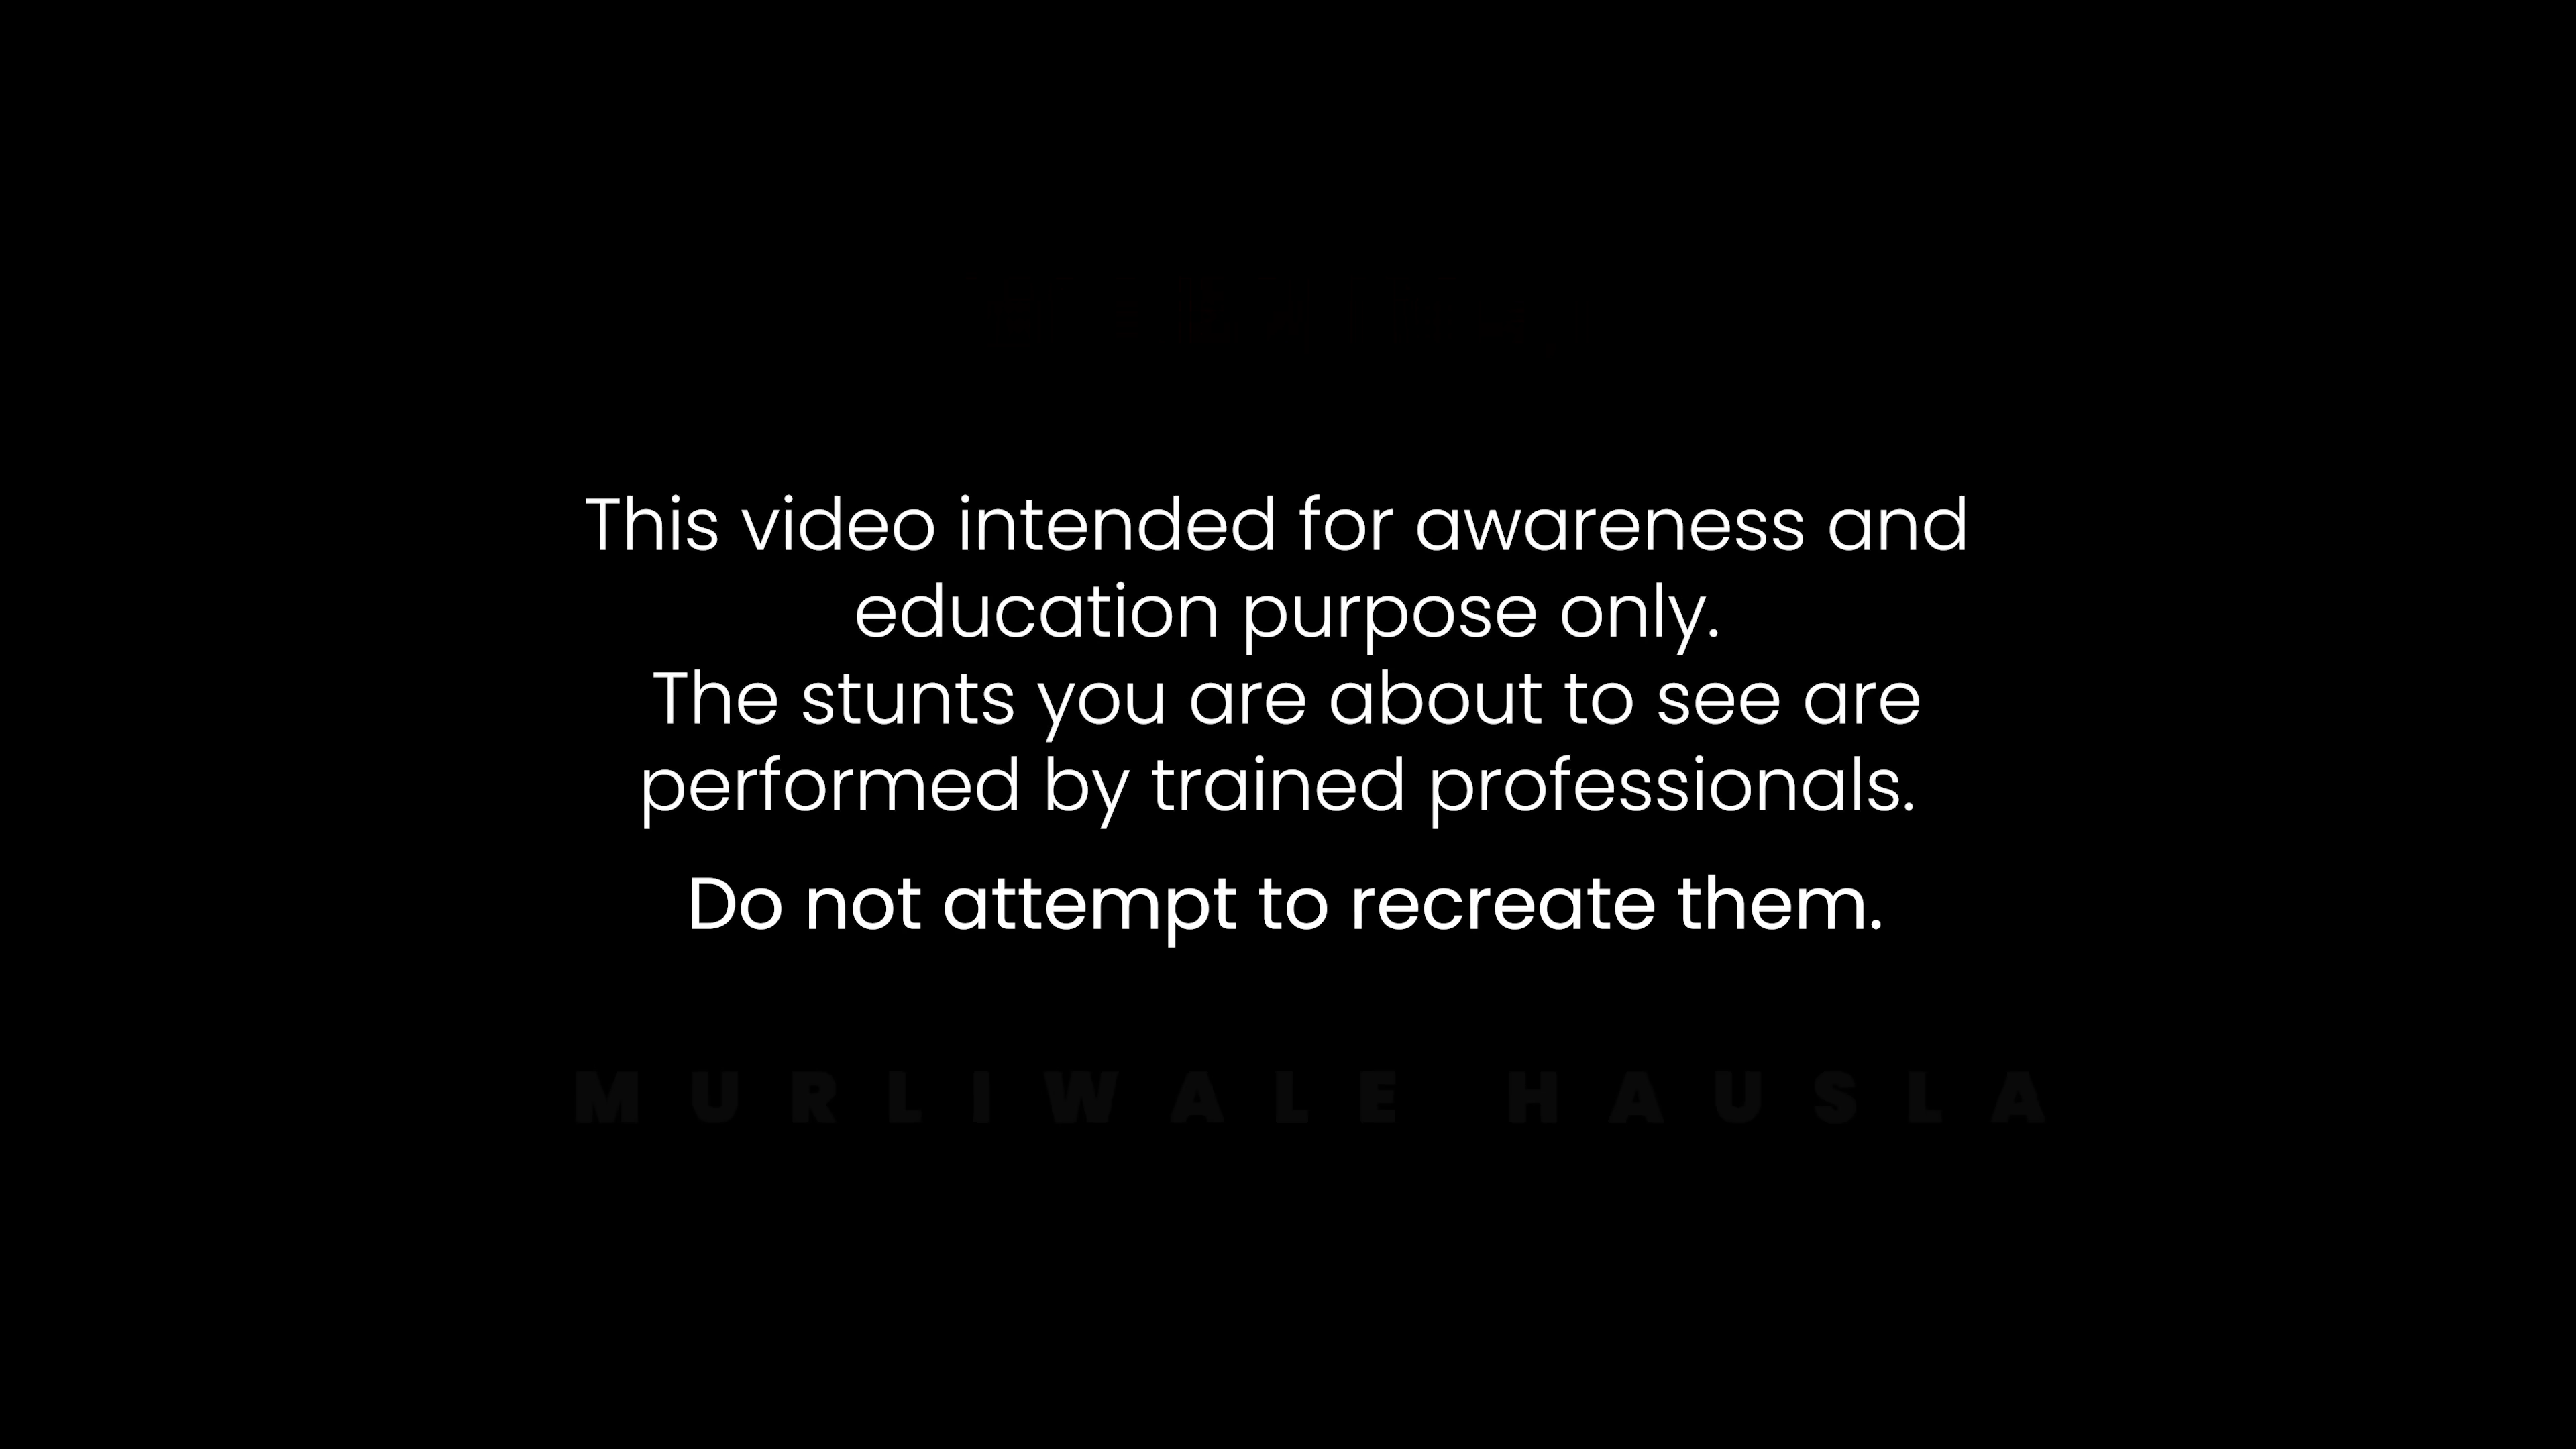 This video intended for awareness and
education purpose only.
The stunts you are about to see are
performed by trained professionals.
Do not attempt to recreate them.
MURLIWALE HAUSLA